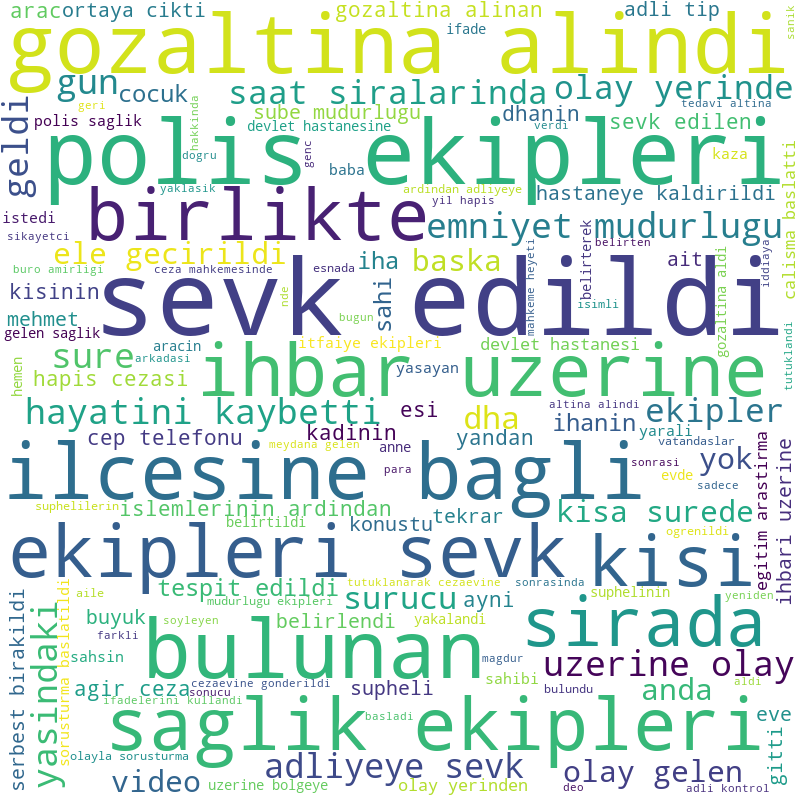 arac
ortaya cikti
gozaltina alinan
adli tip
sanik
ifade
gozaltina alindi
gun
cocuk
saat siralarinda
olay yerinde
geri
tedavi altina
geldi
polis saglik
hakkinda
sube mudurlugu
dhanin
sevk edilen
devlet hastanesine
verdi
polis ekipleri
dogru
genc
baba
kaza
calisma baslatti
yaklasik
ardindan adliyeye
yil hapis
hastaneye kaldirildi
istedi
birlikte
emniyet mudurlugu
sikayetci
ele gecirildi
belirterek
belirten
mahkeme heyeti
iddiaya
buro amirligi
ceza mahkemesinde
esnada
iha
baska
ait
kisinin
sevk edildi
nde
sahi
isimli
mehmet
bugun
gozaltina aldi
tutuklandi
gelen saglik
aracin
itfaiye ekipleri
devlet hastanesi
sure
arkadasi
ihbar uzerine
hemen
hapis cezasi
yasayan
hayatini kaybetti
esi
dha
altina alindi
ekipler
ihanin
cep telefonu
kadinin
yandan
yarali
meydana gelen
anne
vatandaslar
ilcesine bagli
para
sonrasi
yok
evde
sadece
egitim arastirma
ihbari uzerine
suphelilerin
islemlerinin ardindan
tekrar
kisa surede
belirtildi
konustu
ogrenildi
ekipleri sevk
kisi
serbest birakildi
yasindaki
sorusturma baslatildi
tespit edildi
tutuklanarak cezaevine
sonrasinda
suphelinin
aile
mudurlugu ekipleri
surucu
ayni
yeniden
buyuk
soyleyen
belirlendi
yakalandi
sirada
farkli
bulunan
sahsin
magdur
uzerine olay
agir ceza
cezaevine gonderildi
sonucu
supheli
sahibi
bulundu
anda
aldi
ifadelerini kullandi
saglik ekipleri
basladi
eve
gitti
olayla sorusturma
adliyeye sevk
olay gelen
video
uzerine bolgeye
olay yerinden
deo
adli kontrol